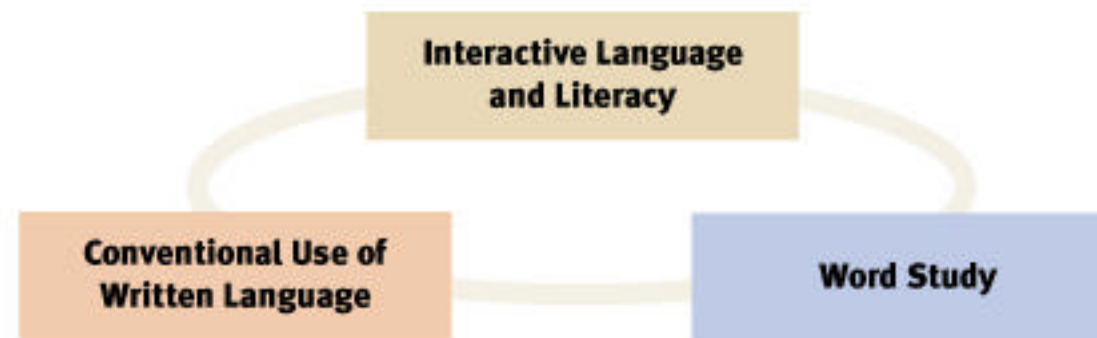 Interactive Language
and Literacy
Conventional Use of
Written Language
Word Study